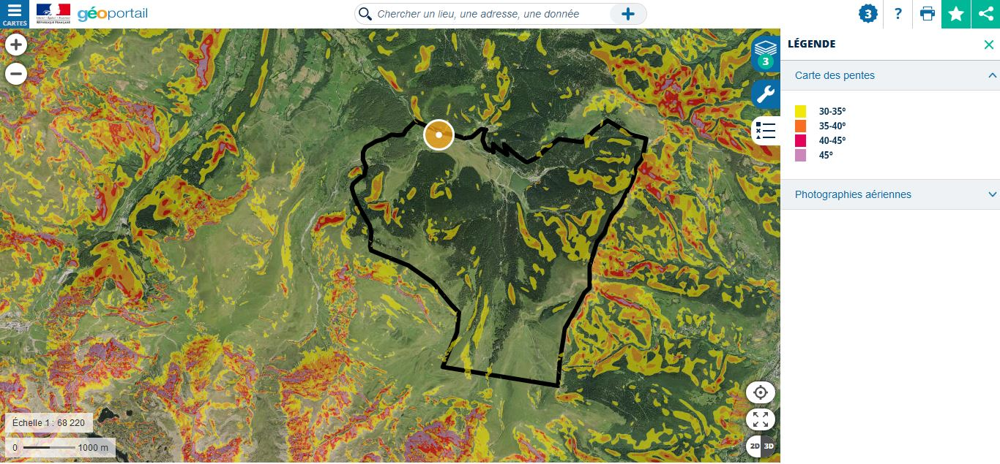 CARTES
RÉPUBLIQUE FRANÇAISE
géoportail
Chercher un lieu, une adresse, une donnée
3
?
3
LÉGENDE
Carte des pentes
30-35°
35-40°
40-45°
45°
Photographies aériennes
Échelle 1 : 68 220
0 1000 m
2D 3D